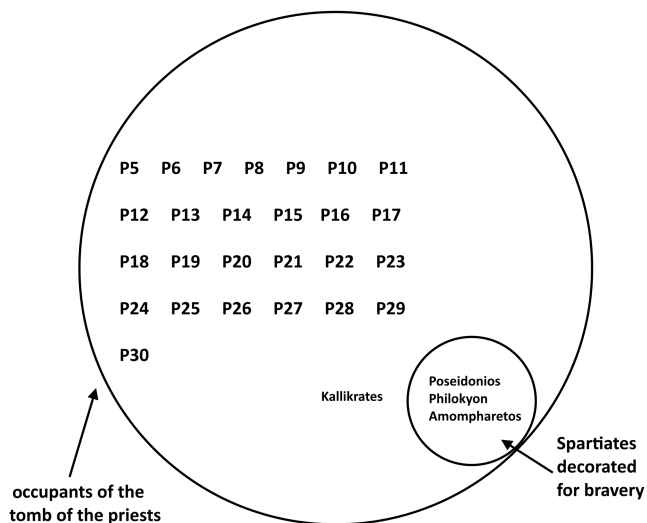 P5 P6 P7 P8 P9 P10 P11
P12 P13 P14 P15 P16 P17
P18 P19 P20 P21 P22 P23
P24 P25 P26 P27 P28 P29
P30
Kallikrates
Poseidonios
Philokyon
Amompharetos
Spartiates
decorated
for bravery
occupants of the
tomb of the priests